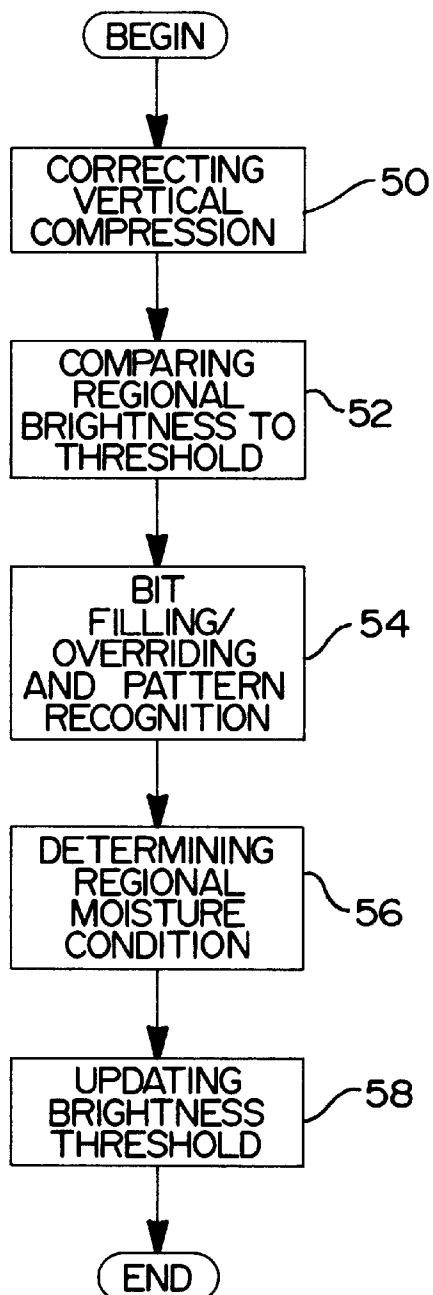 BEGIN
CORRECTING
VERTICAL
COMPRESSION
50
COMPARING
REGIONAL
BRIGHTNESS TO
THRESHOLD
52
BIT
FILLING/
OVERRIDING
AND PATTERN
RECOGNITION
54
DETERMINING
REGIONAL
MOISTURE
CONDITION
56
UPDATING
BRIGHTNESS
THRESHOLD
58
END